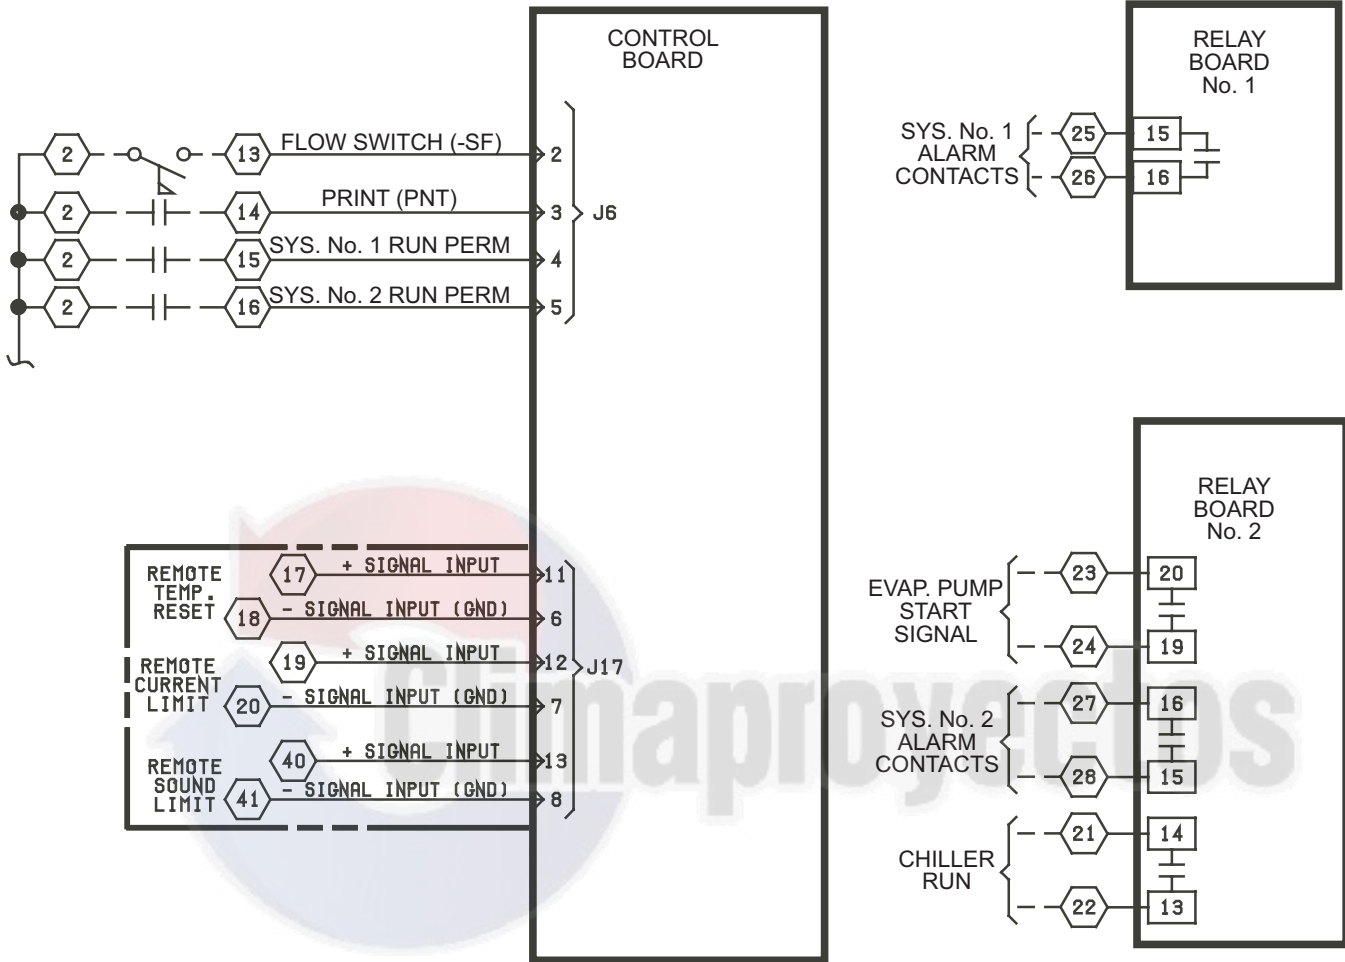 CONTROL
BOARD
2 13 FLOW SWITCH (-SF) 2
2 14 PRINT (PNT) 3
J6
2 15 SYS. No. 1 RUN PERM 4
2 16 SYS. No. 2 RUN PERM 5
REMOTE
TEMP.
RESET
17 + SIGNAL INPUT 11
18 - SIGNAL INPUT (GND) 6
REMOTE
CURRENT
LIMIT
19 + SIGNAL INPUT 12
J17
20 - SIGNAL INPUT (GND) 7
REMOTE
SOUND
LIMIT
40 + SIGNAL INPUT 13
41 - SIGNAL INPUT (GND) 8
RELAY
BOARD
No. 1
SYS. No. 1
ALARM
CONTACTS
25 15
26 16
RELAY
BOARD
No. 2
EVAP. PUMP
START
SIGNAL
23 20
24 19
SYS. No. 2
ALARM
CONTACTS
27 16
28 15
CHILLER
RUN
21 14
22 13
Climaproyectos